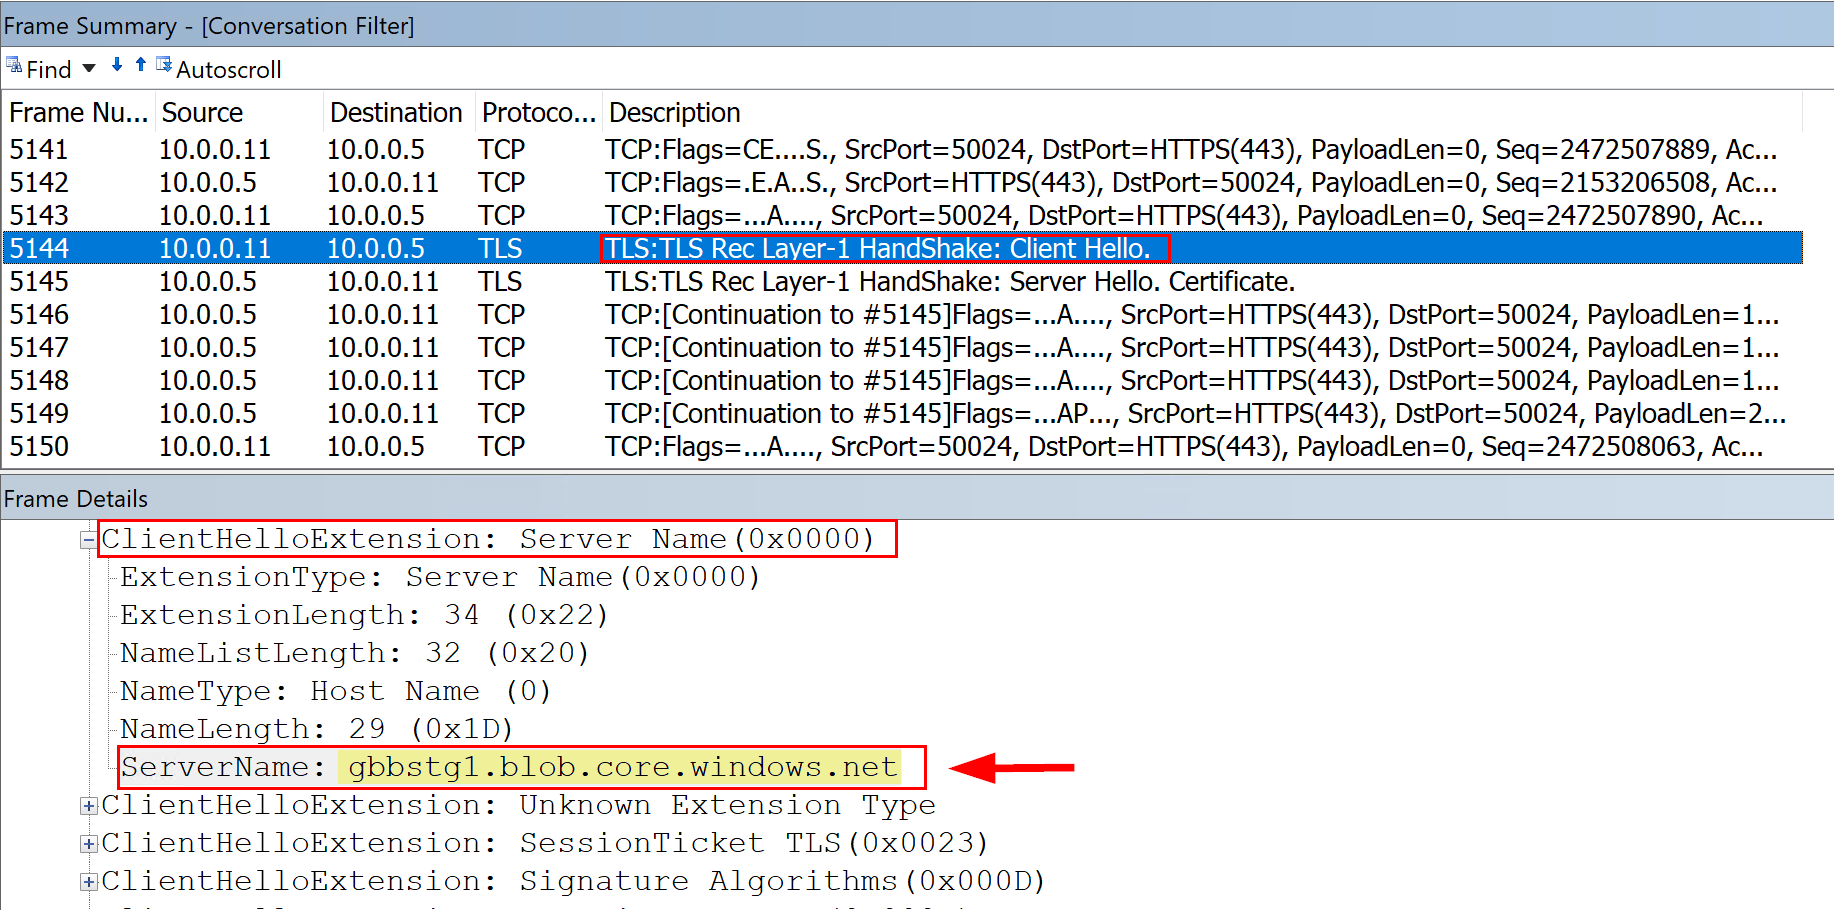 Frame Summary - [Conversation Filter]
Find Autoscroll
Frame Nu... Source Destination Protoco... Description
5141 10.0.0.11 10.0.0.5 TCP TCP:Flags=CE....S., SrcPort=50024, DstPort=HTTPS(443), PayloadLen=0, Seq=2472507889, Ac...
5142 10.0.0.5 10.0.0.11 TCP TCP:Flags=.E.A..S., SrcPort=HTTPS(443), DstPort=50024, PayloadLen=0, Seq=2153206508, Ac...
5143 10.0.0.11 10.0.0.5 TCP TCP:Flags=...A...., SrcPort=50024, DstPort=HTTPS(443), PayloadLen=0, Seq=2472507890, Ac...
5144 10.0.0.11 10.0.0.5 TLS TLS:TLS Rec Layer-1 HandShake: Client Hello.
5145 10.0.0.5 10.0.0.11 TLS TLS:TLS Rec Layer-1 HandShake: Server Hello. Certificate.
5146 10.0.0.5 10.0.0.11 TCP TCP:[Continuation to #5145]Flags=...A...., SrcPort=HTTPS(443), DstPort=50024, PayloadLen=1...
5147 10.0.0.5 10.0.0.11 TCP TCP:[Continuation to #5145]Flags=...A...., SrcPort=HTTPS(443), DstPort=50024, PayloadLen=1...
5148 10.0.0.5 10.0.0.11 TCP TCP:[Continuation to #5145]Flags=...A...., SrcPort=HTTPS(443), DstPort=50024, PayloadLen=1...
5149 10.0.0.5 10.0.0.11 TCP TCP:[Continuation to #5145]Flags=...AP..., SrcPort=HTTPS(443), DstPort=50024, PayloadLen=2...
5150 10.0.0.11 10.0.0.5 TCP TCP:Flags=...A...., SrcPort=50024, DstPort=HTTPS(443), PayloadLen=0, Seq=2472508063, Ac...
Frame Details
ClientHelloExtension: Server Name(0x0000)
ExtensionType: Server Name(0x0000)
ExtensionLength: 34 (0x22)
NameListLength: 32 (0x20)
NameType: Host Name (0)
NameLength: 29 (0x1D)
ServerName: gbbstg1.blob.core.windows.net
ClientHelloExtension: Unknown Extension Type
ClientHelloExtension: SessionTicket TLS(0x0023)
ClientHelloExtension: Signature Algorithms(0x000D)